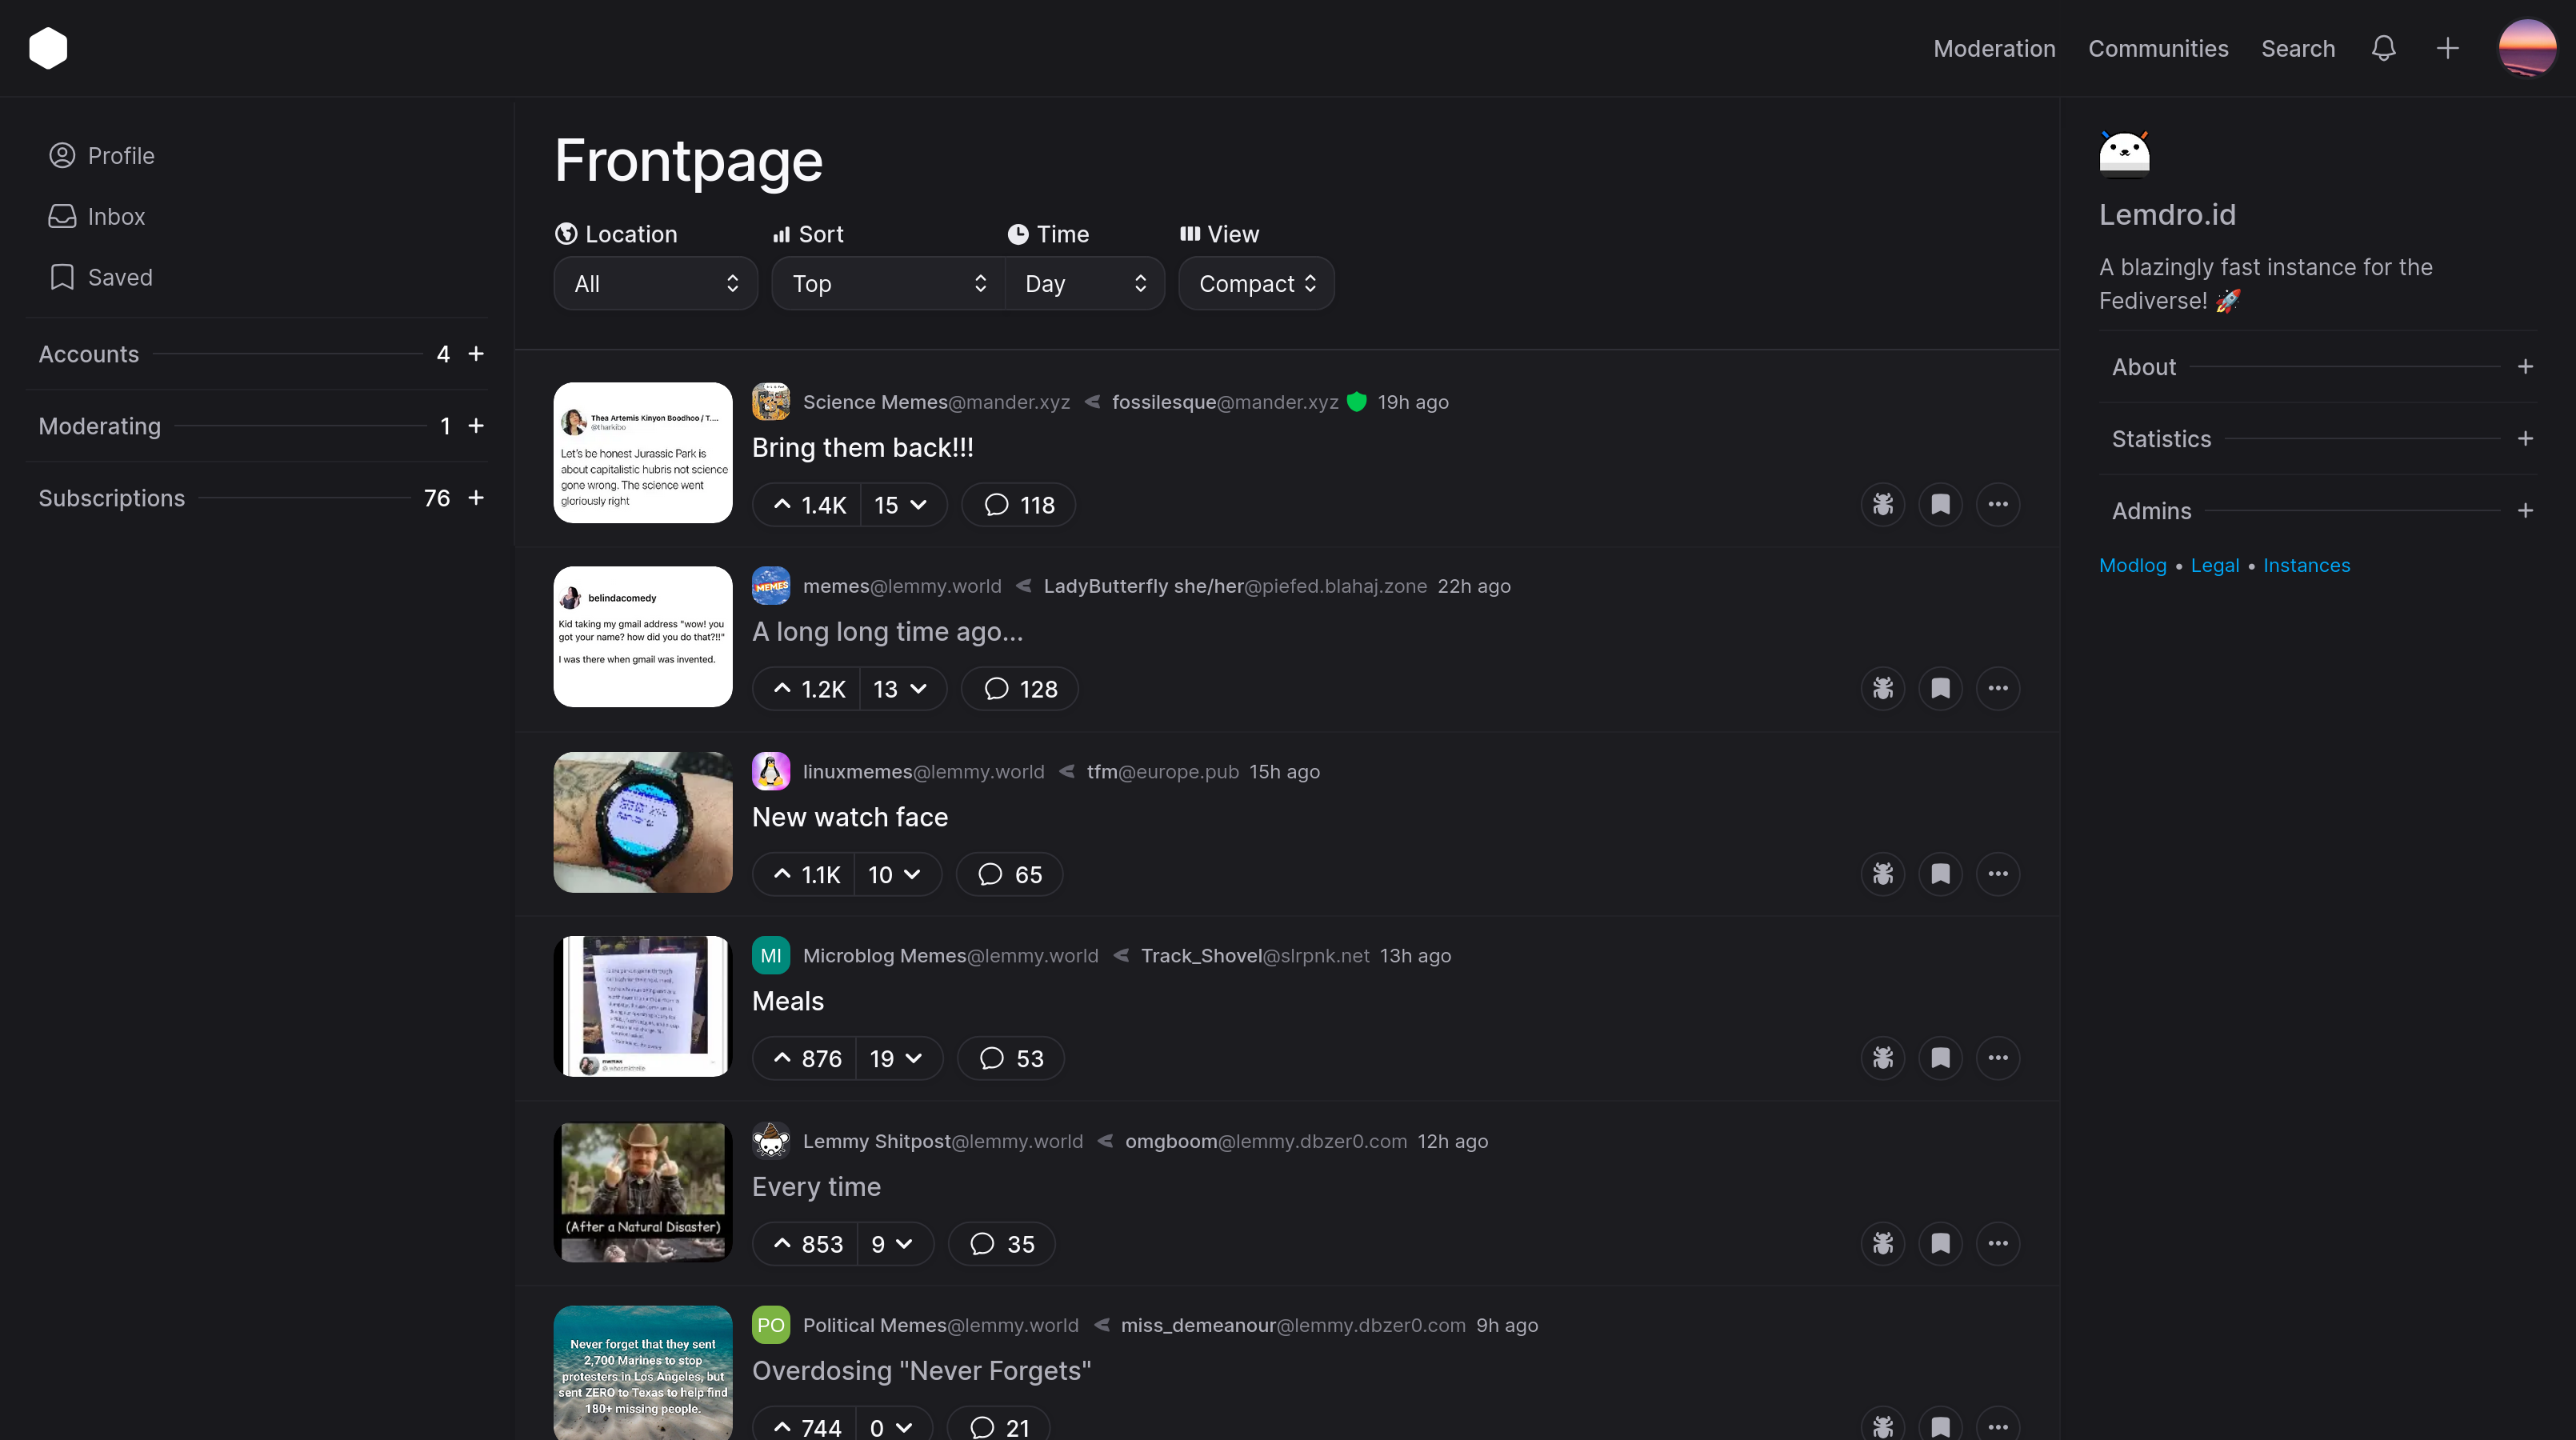 Moderation
Communities
Search
Profile
Inbox
Saved
Accounts 4
Moderating 1
Subscriptions 76
Frontpage
Location
Sort
Time
View
All
Top
Day
Compact
Thea Artemis Kinyon Boodhoo / T....
@tharkibo
Let's be honest Jurassic Park is
about capitalistic hubris not science
gone wrong. The science went
gloriously right
Science Memes@mander.xyz fossilesque@mander.xyz 19h ago
Bring them back!!!
1.4K 15 118
belindacomedy
Kid taking my gmail address "wow! you
got your name? how did you do that?!!"
I was there when gmail was invented.
MEMES
memes@lemmy.world LadyButterfly she/her@piefed.blahaj.zone 22h ago
A long long time ago...
1.2K 13 128
linuxmemes@lemmy.world tfm@europe.pub 15h ago
New watch face
1.1K 10 65
MI
Microblog Memes@lemmy.world Track_Shovel@slrpnk.net 13h ago
Meals
876 19 53
(After a Natural Disaster)
Lemmy Shitpost@lemmy.world omgboom@lemmy.dbzer0.com 12h ago
Every time
853 9 35
Never forget that they sent
2,700 Marines to stop
protesters in Los Angeles, but
sent ZERO to Texas to help find
180+ missing people.
PO
Political Memes@lemmy.world miss_demeanour@lemmy.dbzer0.com 9h ago
Overdosing "Never Forgets"
744 0 21
Lemdro.id
A blazingly fast instance for the
Fediverse! 🚀
About
Statistics
Admins
Modlog • Legal • Instances